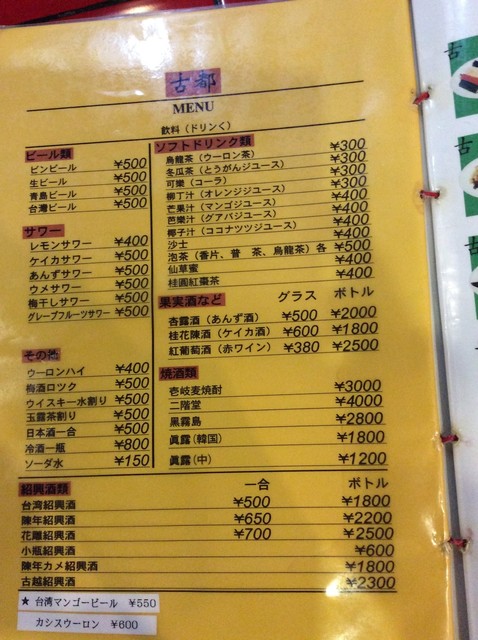 古都
MENU
飲料（ドリンく）
ビール類
ビンビール ¥500
生ビール ¥500
青島ビール ¥500
台灣ビール ¥500
サワー
レモンサワー ¥400
ケイカサワー ¥500
あんずサワー ¥500
ウメサワー ¥500
梅干しサワー ¥500
グレープフルーツサワー ¥500
その他
ウーロンハイ ¥400
梅酒ロツク ¥500
ウイスキー水割り ¥500
玉露茶割り ¥500
日本酒一合 ¥500
冷酒一瓶 ¥800
ソーダ水 ¥150
ソフトドリンク類
烏龍茶（ウーロン茶） ¥300
冬瓜茶（とうがんジュース） ¥300
可樂（コーラ） ¥300
柳丁汁（オレンジジュース） ¥300
芒果汁（マンゴジュース） ¥400
芭樂汁（グアバジュース） ¥400
椰子汁（ココナツツジュース） ¥400
沙士 ¥400
泡茶（香片、普　茶、烏龍茶）各 ¥500
仙草蜜 ¥400
桂圓紅棗茶 ¥400
果実酒など グラス ボトル
杏露酒（あんず酒） ¥500 ¥2000
桂花陳酒（ケイカ酒） ¥600 ¥1800
紅葡萄酒（赤ワイン） ¥380 ¥2500
焼酒類
壱岐麦焼酎 ¥3000
二階堂 ¥4000
黒霧島 ¥2800
眞露（韓国） ¥1800
眞露（中） ¥1200
紹興酒類 一合 ボトル
台湾紹興酒 ¥500 ¥1800
陳年紹興酒 ¥650 ¥2200
花雕紹興酒 ¥700 ¥2500
小瓶紹興酒 ¥600
陳年カメ紹興酒 ¥1800
古越紹興酒 ¥2300
★ 台湾マンゴービール ¥550
カシスウーロン ¥600
古
古
古